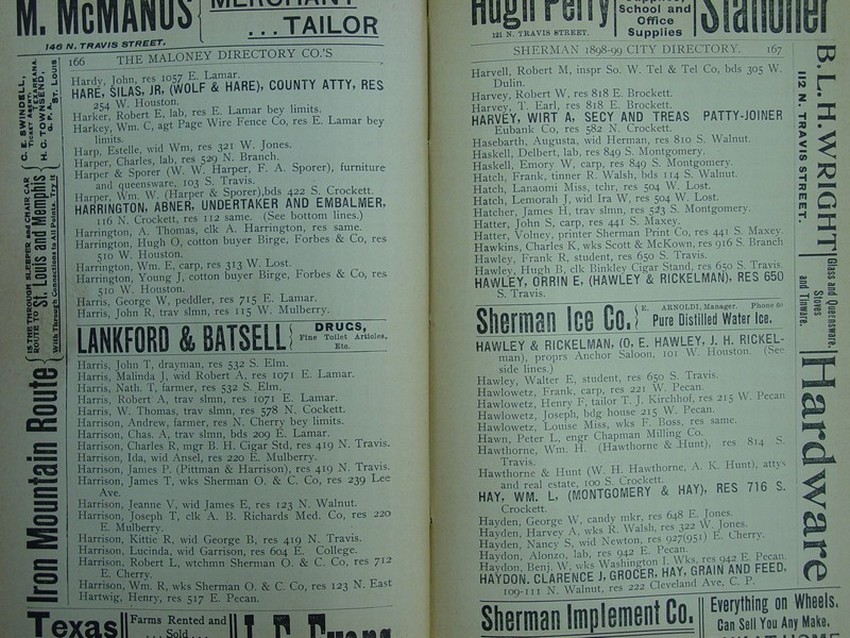 M. McMANUS
MERCHANT
... TAILOR
146 N. TRAVIS STREET.
166 THE MALONEY DIRECTORY CO.'S
Hardy, John, res 1057 E. Lamar.
HARE, SILAS, JR, (WOLF & HARE), COUNTY ATTY, RES
254 W. Houston.
Harker, Robert E, lab, res E. Lamar bey limits.
Harkey, Wm. C, agt Page Wire Fence Co, res E. Lamar bey
limits.
Harp, Estelle, wid Wm, res 321 W. Jones.
Harper, Charles, lab, res 529 N. Branch.
Harper & Sporer (W. W. Harper, F. A. Sporer), furniture
and queensware, 103 S. Travis.
Harper, Wm. W. (Harper & Sporer), bds 422 S. Crockett.
HARRINGTON, ABNER, UNDERTAKER AND EMBALMER,
116 N. Crockett, res 112 same. (See bottom lines.)
Harrington, A. Thomas, clk A. Harrington, res same.
Harrington, Hugh O, cotton buyer Birge, Forbes & Co, res
510 W. Houston.
Harrington, Wm. E, carp, res 313 W. Lost.
Harrington, Young J, cotton buyer Birge, Forbes & Co, res
510 W. Houston.
Harris, George W, peddler, res 715 E. Lamar.
Harris, John R, trav slmn, res 115 W. Mulberry.
LANKFORD & BATSELL
DRUGS,
Fine Toilet Articles,
Etc.
Harris, John T, drayman, res 532 S. Elm.
Harris, Malinda J, wid Robert A, res 1071 E. Lamar.
Harris, Nath. T, farmer, res 532 S. Elm.
Harris, Robert A, trav slmn, res 1071 E. Lamar.
Harris, W. Thomas, trav slmn, res 578 N. Cockett.
Harrison, Andrew, farmer, res N. Cherry bey limits.
Harrison, Chas. A, trav slmn, bds 209 E. Lamar.
Harrison, Charles R, mgr B. H. Cigar Std, res 419 N. Travis.
Harrison, Ida, wid Ansel, res 220 E. Mulberry.
Harrison, James P. (Pittman & Harrison), res 419 N. Travis.
Harrison, James T, wks Sherman O. & C. Co, res 239 Lee
Ave.
Harrison, Jeanne V, wid James E, res 123 N. Walnut.
Harrison, Joseph T, clk A. B. Richards Med. Co, res 220
E. Mulberry.
Harrison, Kittie R, wid George B, res 419 N. Travis.
Harrison, Lucinda, wid Garrison, res 604 E. College.
Harrison, Robert L, wtchmn Sherman O. & C. Co, res 712
E. Cherry.
Harrison, Wm. R, wks Sherman O. & C. Co, res 123 N. East
Hartwig, Henry, res 517 E. Pecan.
Texas
Farms Rented and
... Sold ...
C. E. SWINDELL,
TICKET AGENT, TEXARKANA.
H. C. TOWNSEND,
G. P. A. ST. LOUIS
Iron Mountain Route
IS THE THROUGH SLEEPER and CHAIR CAR
ROUTE TO St. Louis and Memphis
With Through Connections to All Points. Try it
Hugh Perry
121 N. TRAVIS STREET.
School and
Office
Supplies
Stationer
SHERMAN 1898-99 CITY DIRECTORY. 167
Harvell, Robert M, inspr So. W. Tel & Tel Co, bds 305 W.
Dulin.
Harvey, Robert W, res 818 E. Brockett.
Harvey, T. Earl, res 818 E. Brockett.
HARVEY, WIRT A, SECY AND TREAS PATTY-JOINER
Eubank Co, res 582 N. Crockett.
Hasebarth, Augusta, wid Herman, res 810 S. Walnut.
Haskell, Delbert, lab, res 849 S. Montgomery.
Haskell, Emory W, carp, res 849 S. Montgomery.
Hatch, Frank, tinner R. Walsh, bds 114 S. Walnut.
Hatch, Lanaomi Miss, tchr, res 504 W. Lost.
Hatch, Lemorah J, wid Ira W, res 504 W. Lost.
Hatcher, James H, trav slmn, res 523 S. Montgomery.
Hatter, John S, carp, res 441 S. Maxey.
Hatter, Volney, printer Sherman Print Co, res 441 S. Maxey.
Hawkins, Charles K, wks Scott & McKown, res 916 S. Branch
Hawley, Frank R, student, res 650 S. Travis.
Hawley, Hugh B, clk Binkley Cigar Stand, res 650 S. Travis.
HAWLEY, ORRIN E, (HAWLEY & RICKELMAN), RES 650
S. Travis.
Sherman Ice Co.
E. ARNOLDI, Manager. Phone 60
Pure Distilled Water Ice.
HAWLEY & RICKELMAN, (O, E. HAWLEY, J. H. RICKEL-
man), proprs Anchor Saloon, 101 W. Houston. (See
side lines.)
Hawley, Walter E, student, res 650 S. Travis.
Hawlowetz, Frank, carp, res 221 W. Pecan.
Hawlowetz, Henry F, tailor T. J. Kirchhof, res 215 W. Pecan
Hawlowetz, Joseph, bdg house 215 W. Pecan.
Hawlowetz, Louise Miss, wks F. Boss, res same.
Hawn, Peter L, engr Chapman Milling Co.
Hawthorne, Wm. H. (Hawthorne & Hunt), res 814 S.
Travis.
Hawthorne & Hunt (W. H. Hawthorne, A. K. Hunt), attys
and real estate, 100 S. Crockett.
HAY, WM. L, (MONTGOMERY & HAY), RES 716 S.
Crockett.
Hayden, George W, candy mkr, res 648 E. Jones.
Hayden, Harvey A, wks R. Walsh, res 322 W. Jones.
Hayden, Nancy S, wid Newton, res 927(951) E. Cherry.
Haydon, Alonzo, lab, res 942 E. Pecan.
Haydon, Benj. W, wks Washington I. Wks, res 942 E. Pecan.
HAYDON. CLARENCE J, GROCER, HAY, GRAIN AND FEED,
109-111 N. Walnut, res 222 Cleveland Ave, C. P.
Sherman Implement Co.
Everything on Wheels.
Can Sell You Any Make.
B. L. H. WRIGHT
112 N. TRAVIS STREET.
Glass and Queensware,
Stoves
and Tinware.
Hardware